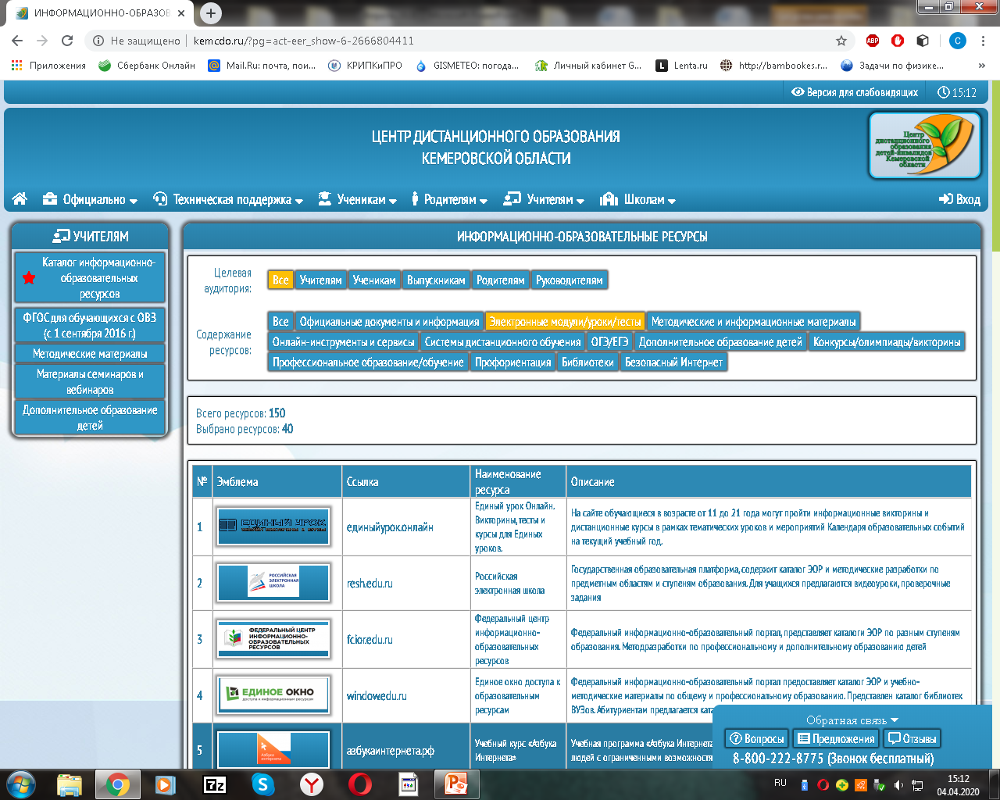 ИНФОРМАЦИОННО-ОБРАЗОВ
Не защищено | kemcdo.ru/?pg=act-eer_show-6-2666804411
ABP
C
Приложения
Сбербанк Онлайн
Mail.Ru: почта, пои...
КРИПКиПРО
GISMETEO: погода...
Личный кабинет G...
Lenta.ru
http://bambookes.r...
Задачи по физике...
»
Версия для слабовидящих
15:12
ЦЕНТР ДИСТАНЦИОННОГО ОБРАЗОВАНИЯ
КЕМЕРОВСКОЙ ОБЛАСТИ
Центр
дистанционного
образования
детей-инвалидов
Кемеровской
области
Официально
Техническая поддержка
Ученикам
Родителям
Учителям
Школам
Вход
УЧИТЕЛЯМ
Каталог информационно-
образовательных
ресурсов
ФГОС для обучающихся с ОВЗ
(с 1 сентября 2016 г.)
Методические материалы
Материалы семинаров и
вебинаров
Дополнительное образование
детей
ИНФОРМАЦИОННО-ОБРАЗОВАТЕЛЬНЫЕ РЕСУРСЫ
Целевая
аудитория:
Все Учителям Ученикам Выпускникам Родителям Руководителям
Содержание
ресурсов:
Все Официальные документы и информация Электронные модули/уроки/тесты Методические и информационные материалы
Онлайн-инструменты и сервисы Системы дистанционного обучения ОГЭ/ЕГЭ Дополнительное образование детей Конкурсы/олимпиады/викторины
Профессиональное образование/обучение Профориентация Библиотеки Безопасный Интернет
Всего ресурсов: 150
Выбрано ресурсов: 40
№ Эмблема Ссылка Наименование
ресурса Описание
1
ЕДИНЫЙ УРОК
единыйурок.онлайн
Единый урок Онлайн.
Викторины, тесты и
курсы для Единых
уроков.
На сайте обучающиеся в возрасте от 11 до 21 года могут пройти информационные викторины и
дистанционные курсы в рамках тематических уроков и мероприятий Календаря образовательных событий
на текущий учебный год.
2
РОССИЙСКАЯ
ЭЛЕКТРОННАЯ
ШКОЛА
resh.edu.ru
Российская
электронная школа
Государственная образовательная платформа, содержит каталог ЭОР и методические разработки по
предметным областям и ступеням образования. Для учащихся предлагаются видеоуроки, проверочные
задания
3
ФЕДЕРАЛЬНЫЙ ЦЕНТР
ИНФОРМАЦИОННО-
ОБРАЗОВАТЕЛЬНЫХ
РЕСУРСОВ
fcior.edu.ru
Федеральный центр
информационно-
образовательных
ресурсов
Федеральный информационно-образовательный портал, представляет каталоги ЭОР по разным ступеням
образования. Методразработки по профессиональному и дополнительному образованию детей
4
ЕДИНОЕ ОКНО
доступа к информационным ресурсам
window.edu.ru
Единое окно доступа к
образовательным
ресурсам
Федеральный информационно-образовательный портал предоставляет каталог ЭОР и учебно-
методические материалы по общему и профессиональному образованию. Представлен каталог библиотек
ВУЗов. Абитуриентам предлагается ката
5
Азбука
интернета
азбукаинтернета.рф
Учебный курс «Азбука
Интернета»
Учебная программа «Азбука Интернета
людей с ограниченными возможностя
Обратная связь
Вопросы Предложения Отзывы
8-800-222-8775 (Звонок бесплатный)
7z
RU
15:12
04.04.2020